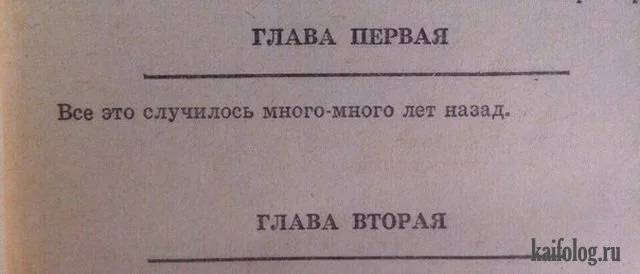 ГЛАВА ПЕРВАЯ
Все это случилось много-много лет назад.
ГЛАВА ВТОРАЯ
kaifolog.ru